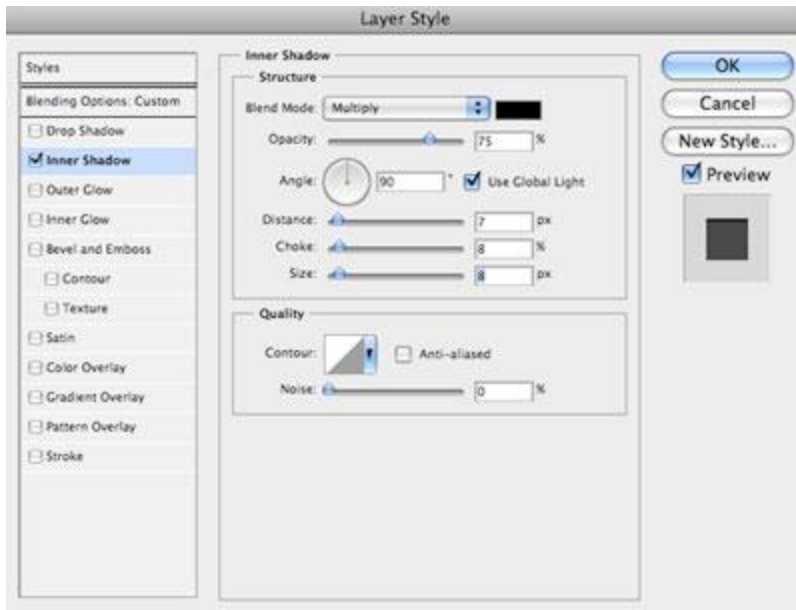 Layer Style
Styles
Blending Options: Custom
Drop Shadow
Inner Shadow
Outer Glow
Inner Glow
Bevel and Emboss
Contour
Texture
Satin
Color Overlay
Gradient Overlay
Pattern Overlay
Stroke
Inner Shadow
Structure
Blend Mode: Multiply
Opacity: 75 %
Angle: 90 ° Use Global Light
Distance: 7 px
Choke: 8 %
Size: 8 px
Quality
Contour: Anti-aliased
Noise: 0 %
OK
Cancel
New Style...
Preview